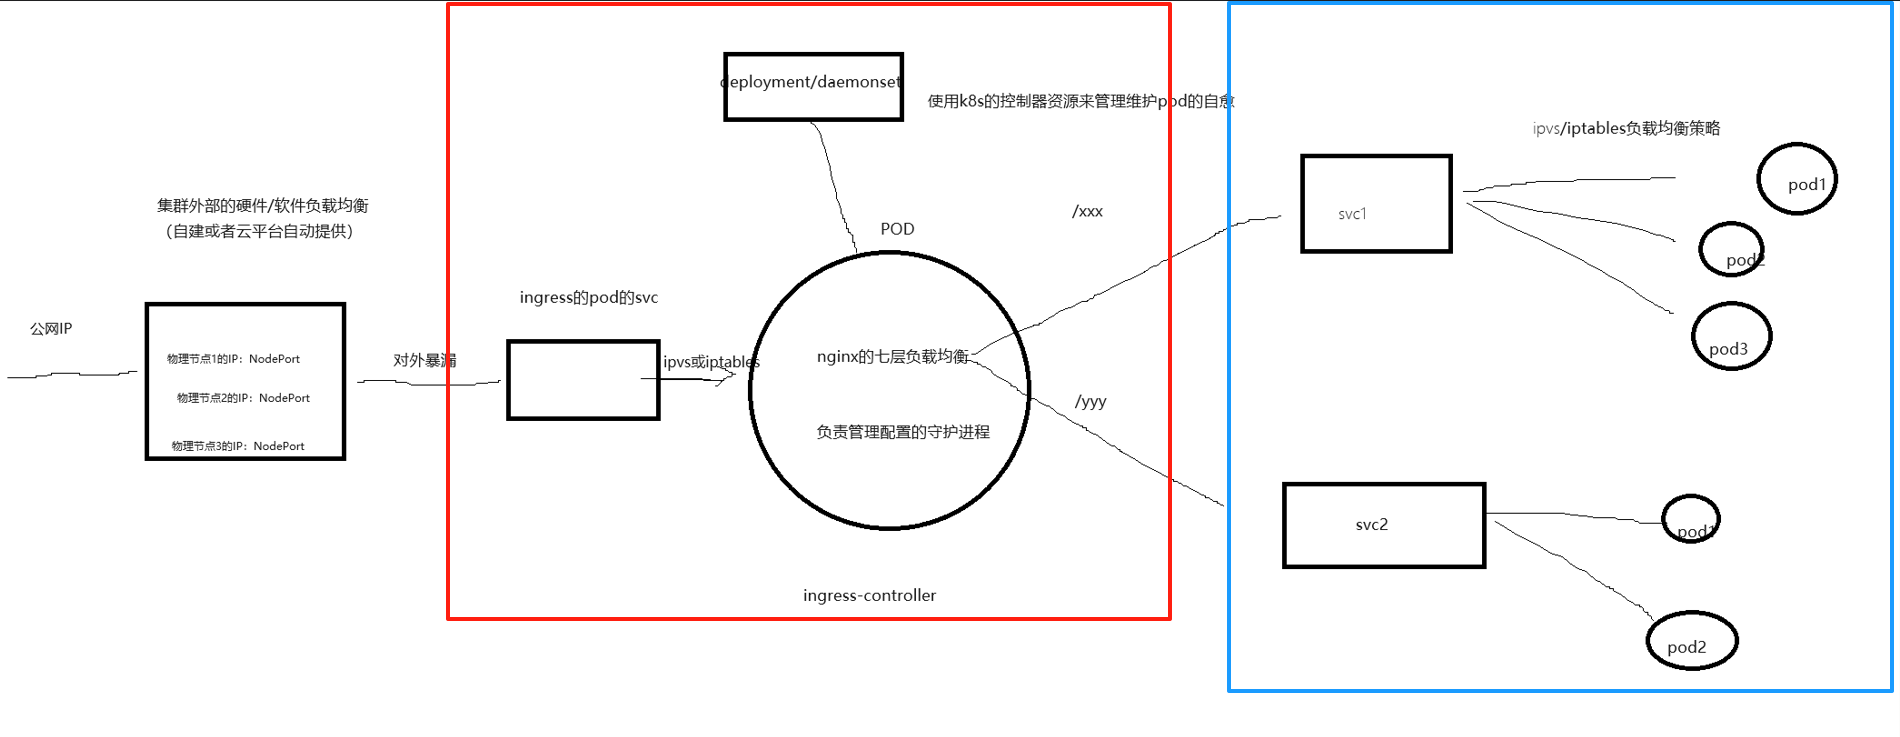 公网IP
集群外部的硬件/软件负载均衡
（自建或者云平台自动提供）
物理节点1的IP：NodePort
物理节点2的IP：NodePort
物理节点3的IP：NodePort
对外暴漏
ingress的pod的svc
ipvs或iptables
deployment/daemonset
使用k8s的控制器资源来管理维护pod的自愈
POD
nginx的七层负载均衡
负责管理配置的守护进程
ingress-controller
/xxx
/yyy
ipvs/iptables负载均衡策略
svc1
pod1
pod2
pod3
svc2
pod1
pod2